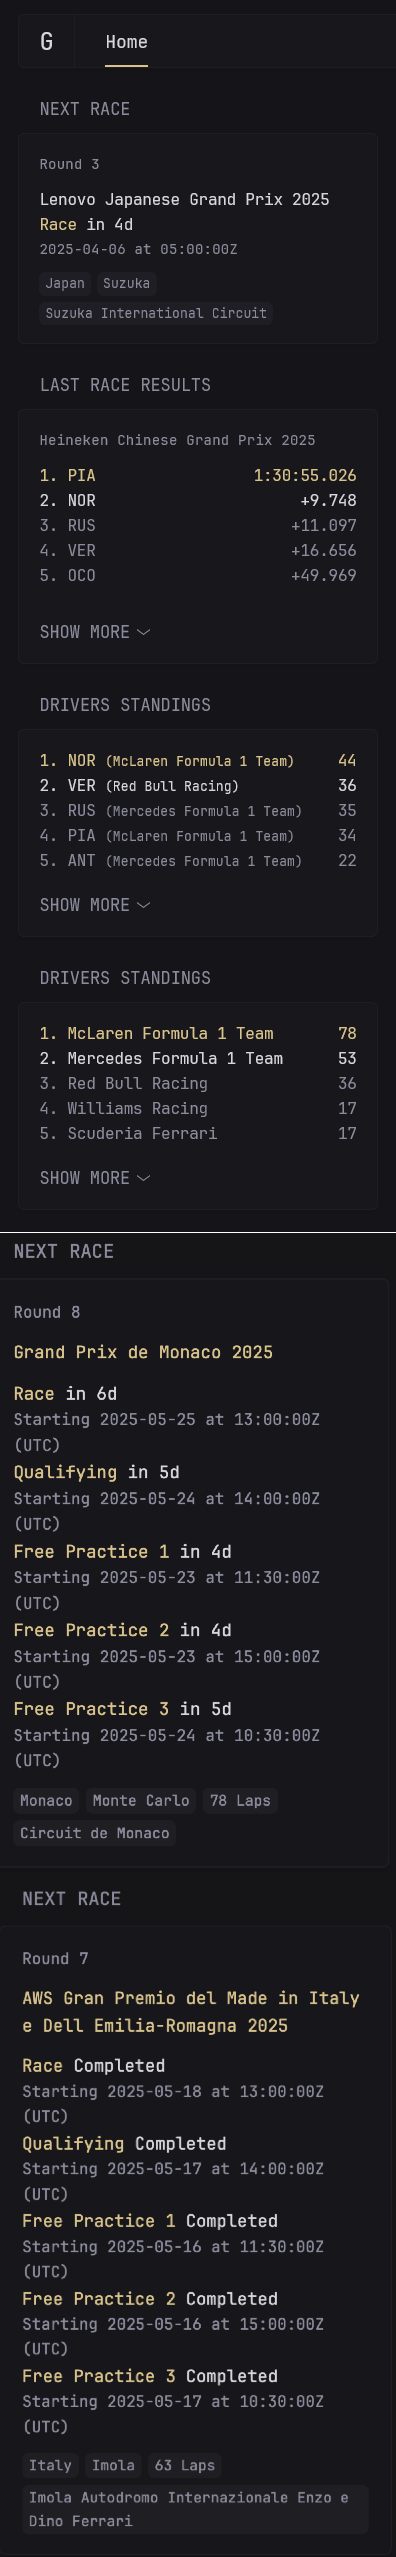 G Home
NEXT RACE
Round 3
Lenovo Japanese Grand Prix 2025
Race in 4d
2025-04-06 at 05:00:00Z
Japan Suzuka
Suzuka International Circuit
LAST RACE RESULTS
Heineken Chinese Grand Prix 2025
1. PIA 1:30:55.026
2. NOR +9.748
3. RUS +11.097
4. VER +16.656
5. OCO +49.969
SHOW MORE
DRIVERS STANDINGS
1. NOR (McLaren Formula 1 Team) 44
2. VER (Red Bull Racing) 36
3. RUS (Mercedes Formula 1 Team) 35
4. PIA (McLaren Formula 1 Team) 34
5. ANT (Mercedes Formula 1 Team) 22
SHOW MORE
DRIVERS STANDINGS
1. McLaren Formula 1 Team 78
2. Mercedes Formula 1 Team 53
3. Red Bull Racing 36
4. Williams Racing 17
5. Scuderia Ferrari 17
SHOW MORE
NEXT RACE
Round 8
Grand Prix de Monaco 2025
Race in 6d
Starting 2025-05-25 at 13:00:00Z
(UTC)
Qualifying in 5d
Starting 2025-05-24 at 14:00:00Z
(UTC)
Free Practice 1 in 4d
Starting 2025-05-23 at 11:30:00Z
(UTC)
Free Practice 2 in 4d
Starting 2025-05-23 at 15:00:00Z
(UTC)
Free Practice 3 in 5d
Starting 2025-05-24 at 10:30:00Z
(UTC)
Monaco Monte Carlo 78 Laps
Circuit de Monaco
NEXT RACE
Round 7
AWS Gran Premio del Made in Italy
e Dell Emilia-Romagna 2025
Race Completed
Starting 2025-05-18 at 13:00:00Z
(UTC)
Qualifying Completed
Starting 2025-05-17 at 14:00:00Z
(UTC)
Free Practice 1 Completed
Starting 2025-05-16 at 11:30:00Z
(UTC)
Free Practice 2 Completed
Starting 2025-05-16 at 15:00:00Z
(UTC)
Free Practice 3 Completed
Starting 2025-05-17 at 10:30:00Z
(UTC)
Italy Imola 63 Laps
Imola Autodromo Internazionale Enzo e
Dino Ferrari